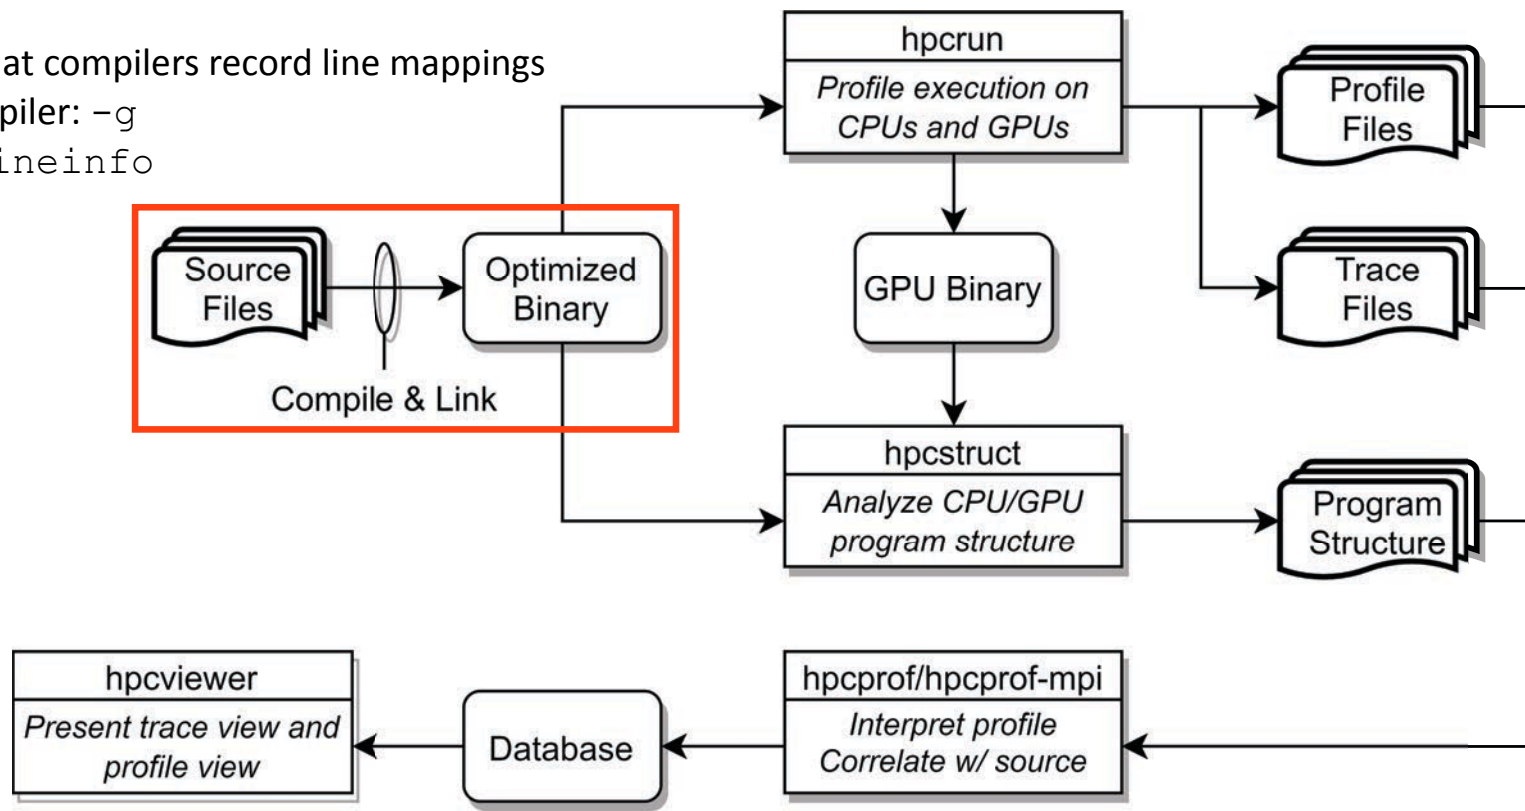 at compilers record line mappings
piler: -g
ineinfo
hpcrun
Profile execution on
CPUs and GPUs
Profile
Files
Source
Files
Optimized
Binary
GPU Binary
Trace
Files
Compile & Link
hpcstruct
Analyze CPU/GPU
program structure
Program
Structure
hpcviewer
Present trace view and
profile view
Database
hpcprof/hpcprof-mpi
Interpret profile
Correlate w/ source